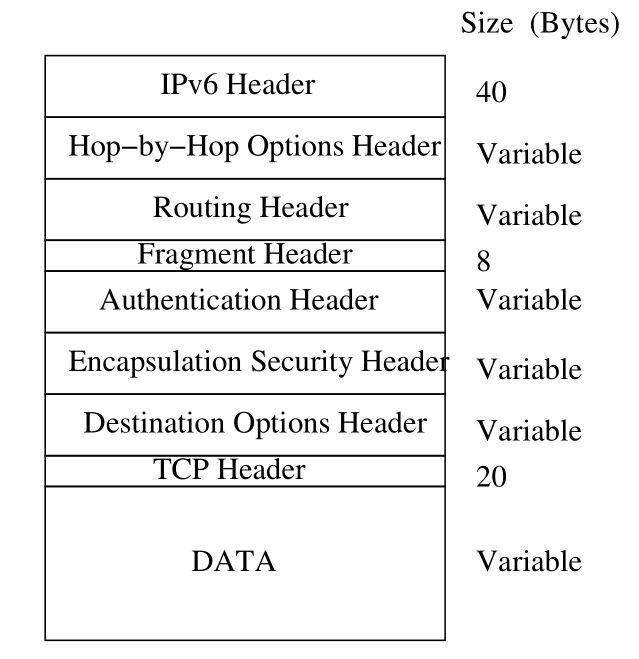 Size (Bytes)
IPv6 Header 40
Hop−by−Hop Options Header Variable
Routing Header Variable
Fragment Header 8
Authentication Header Variable
Encapsulation Security Header Variable
Destination Options Header Variable
TCP Header 20
DATA Variable